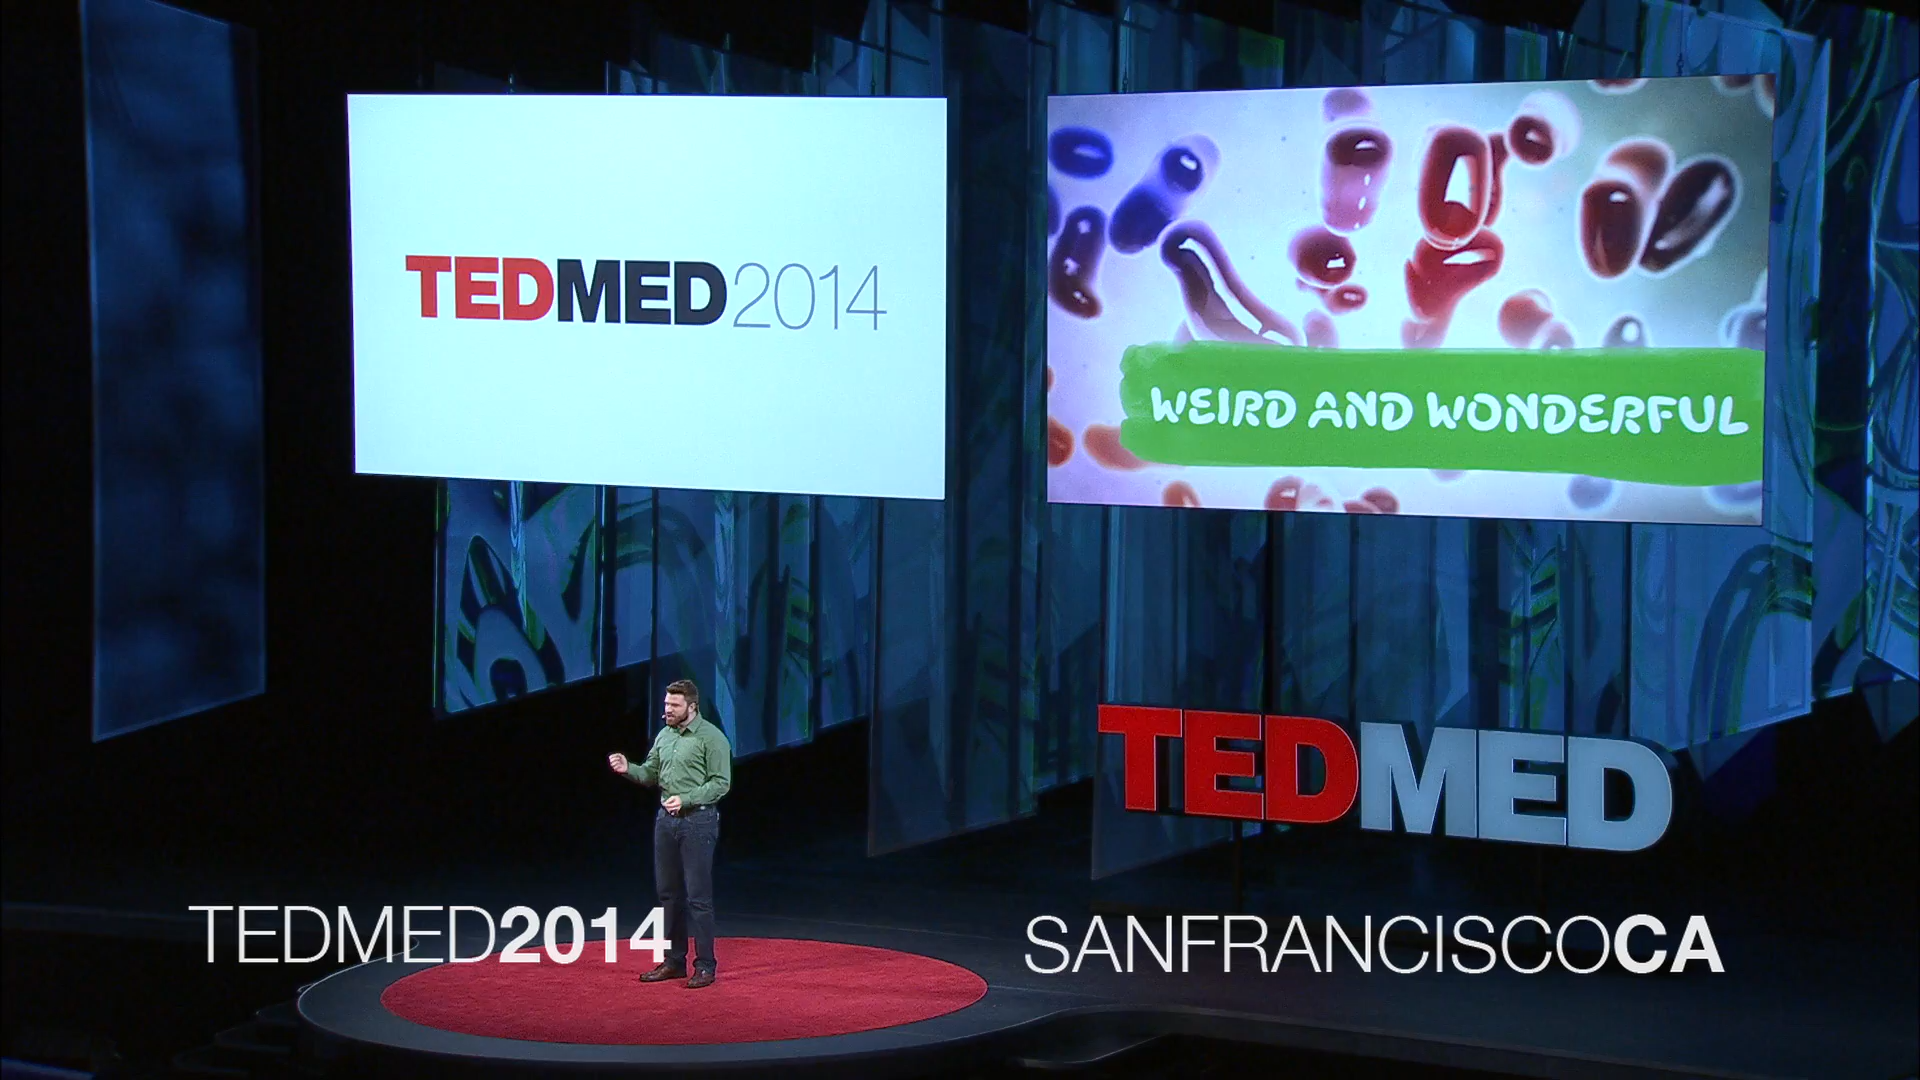 TEDMED2014
WEIRD AND WONDERFUL
TEDMED
TEDMED2014
SANFRANCISCOCA